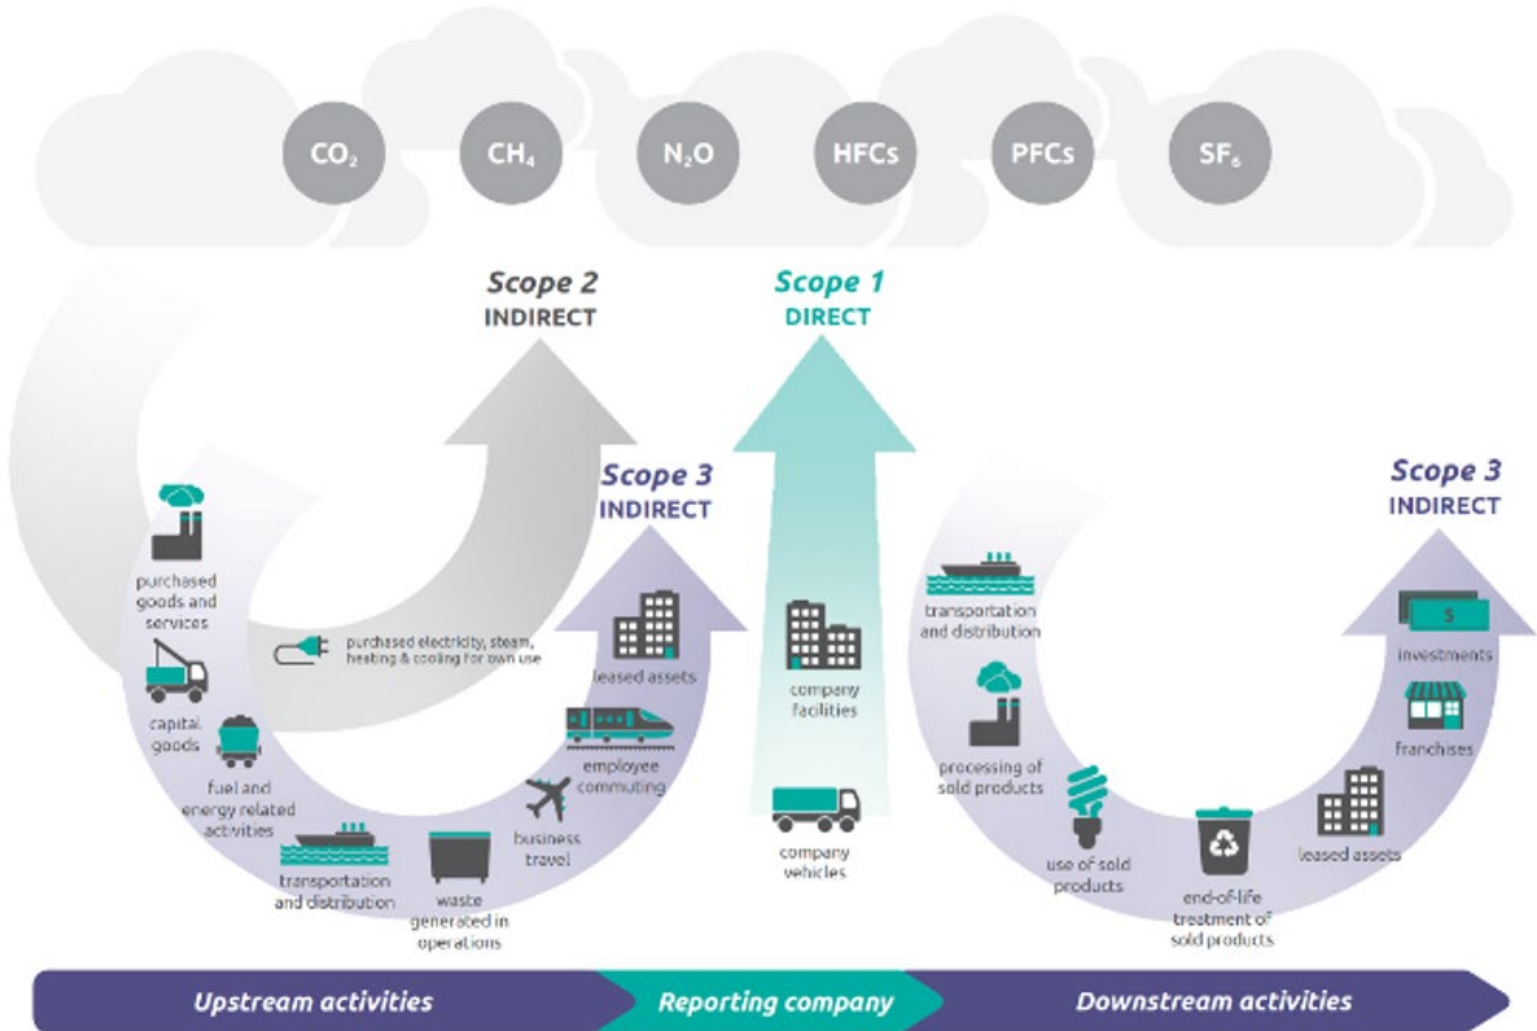 CO₂
CH₄
N₂O
HFCs
PFCs
SF₆
Scope 2
INDIRECT
Scope 1
DIRECT
Scope 3
INDIRECT
Scope 3
INDIRECT
purchased
goods and
services
capital
goods
fuel and
energy related
activities
transportation
and distribution
waste
generated in
operations
business
travel
employee
commuting
leased assets
purchased electricity, steam,
heating & cooling for own use
company
facilities
company
vehicles
transportation
and distribution
processing of
sold products
use of sold
products
end-of-life
treatment of
sold products
leased assets
franchises
$
investments
Upstream activities
Reporting company
Downstream activities